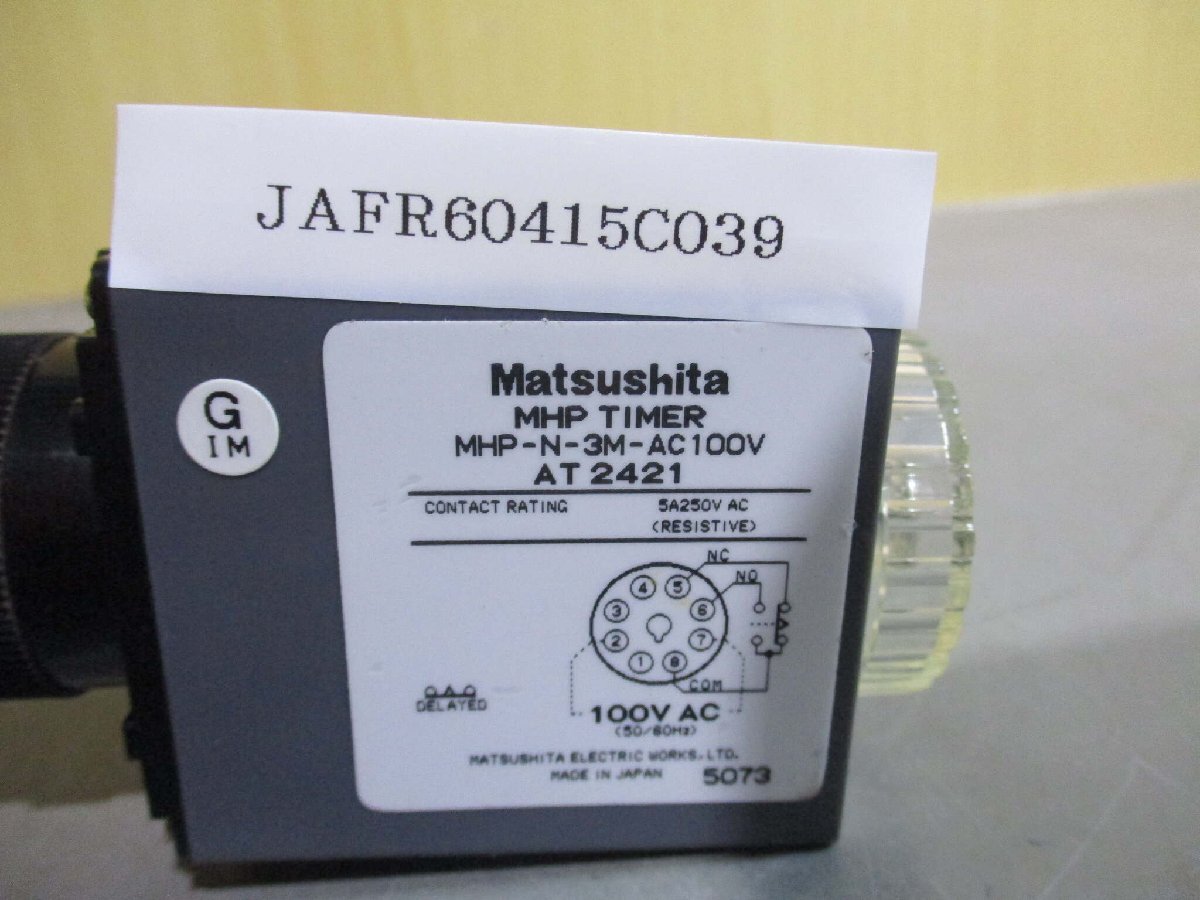 JAFR60415C039
G
IM
Matsushita
MHP TIMER
MHP-N-3M-AC100V
AT 2421
CONTACT RATING 5A250V AC
(RESISTIVE)
NC
NO
4 5
3 6
2 7
1 8
COM
DELAYED
100V AC
(50/60Hz)
MATSUSHITA ELECTRIC WORKS, LTD.
MADE IN JAPAN 5073